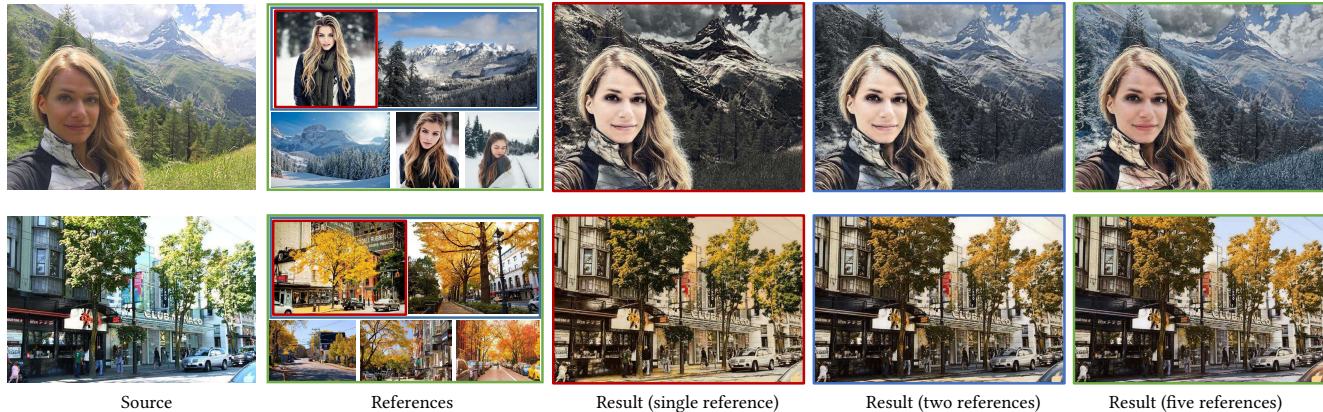 Source
References
Result (single reference)
Result (two references)
Result (five references)